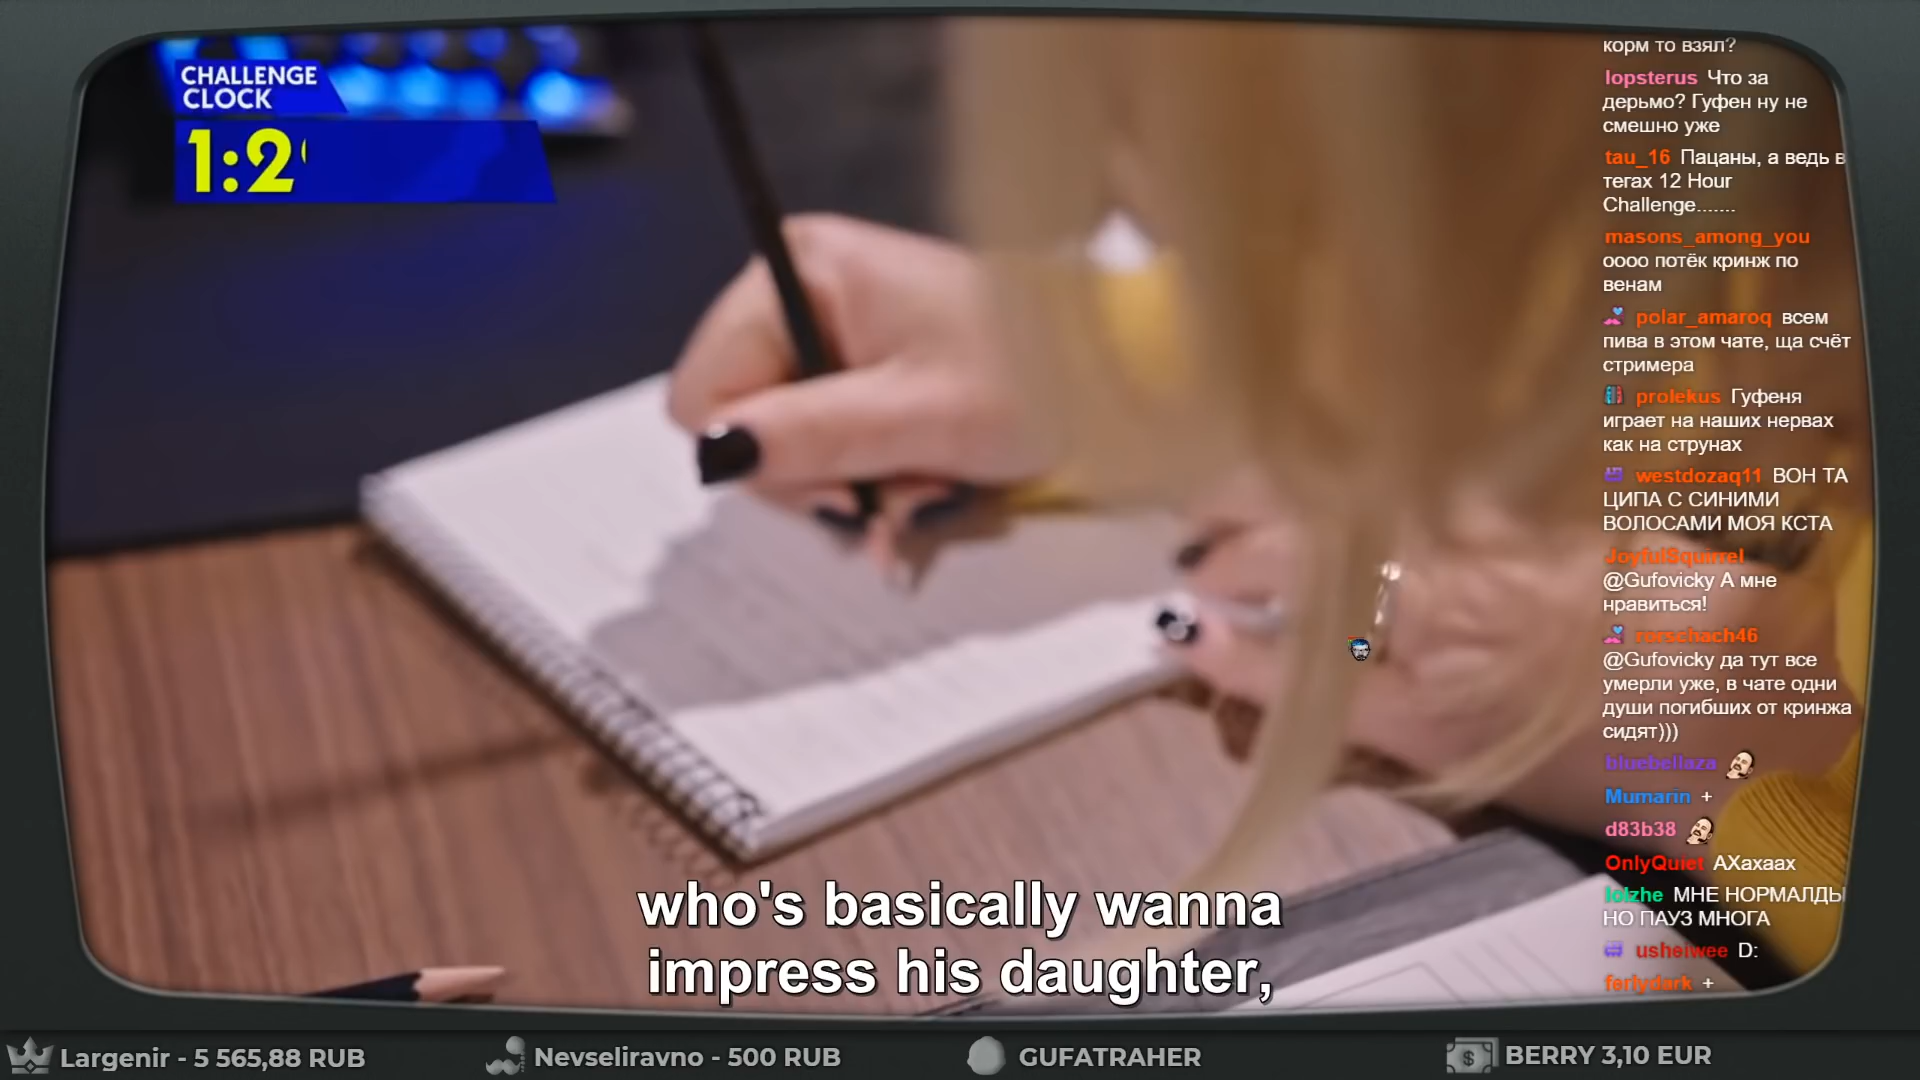 CHALLENGE
CLOCK
1:2
who's basically wanna
impress his daughter,
корм то взял?
lopsterus Что за
дерьмо? Гуфен ну не
смешно уже
tau_16 Пацаны, а ведь в
тегах 12 Hour
Challenge.......
masons_among_you
оооо потёк кринж по
венам
polar_amaroq всем
пива в этом чате, ща счёт
стримера
prolekus Гуфеня
играет на наших нервах
как на струнах
westdozaq11 ВОН ТА
ЦИПА С СИНИМИ
ВОЛОСАМИ МОЯ КСТА
JoyfulSquirrel
@Gufovicky А мне
нравиться!
rorschach46
@Gufovicky да тут все
умерли уже, в чате одни
души погибших от кринжа
сидят)))
bluebellaza
Mumarin +
d83b38
OnlyQuiet АХахаах
lolzhe МНЕ НОРМАЛДЫ
НО ПАУЗ МНОГА
usheiwee D:
ferlydark +
Largenir - 5 565,88 RUB
Nevseliravno - 500 RUB
GUFATRAHER
BERRY 3,10 EUR